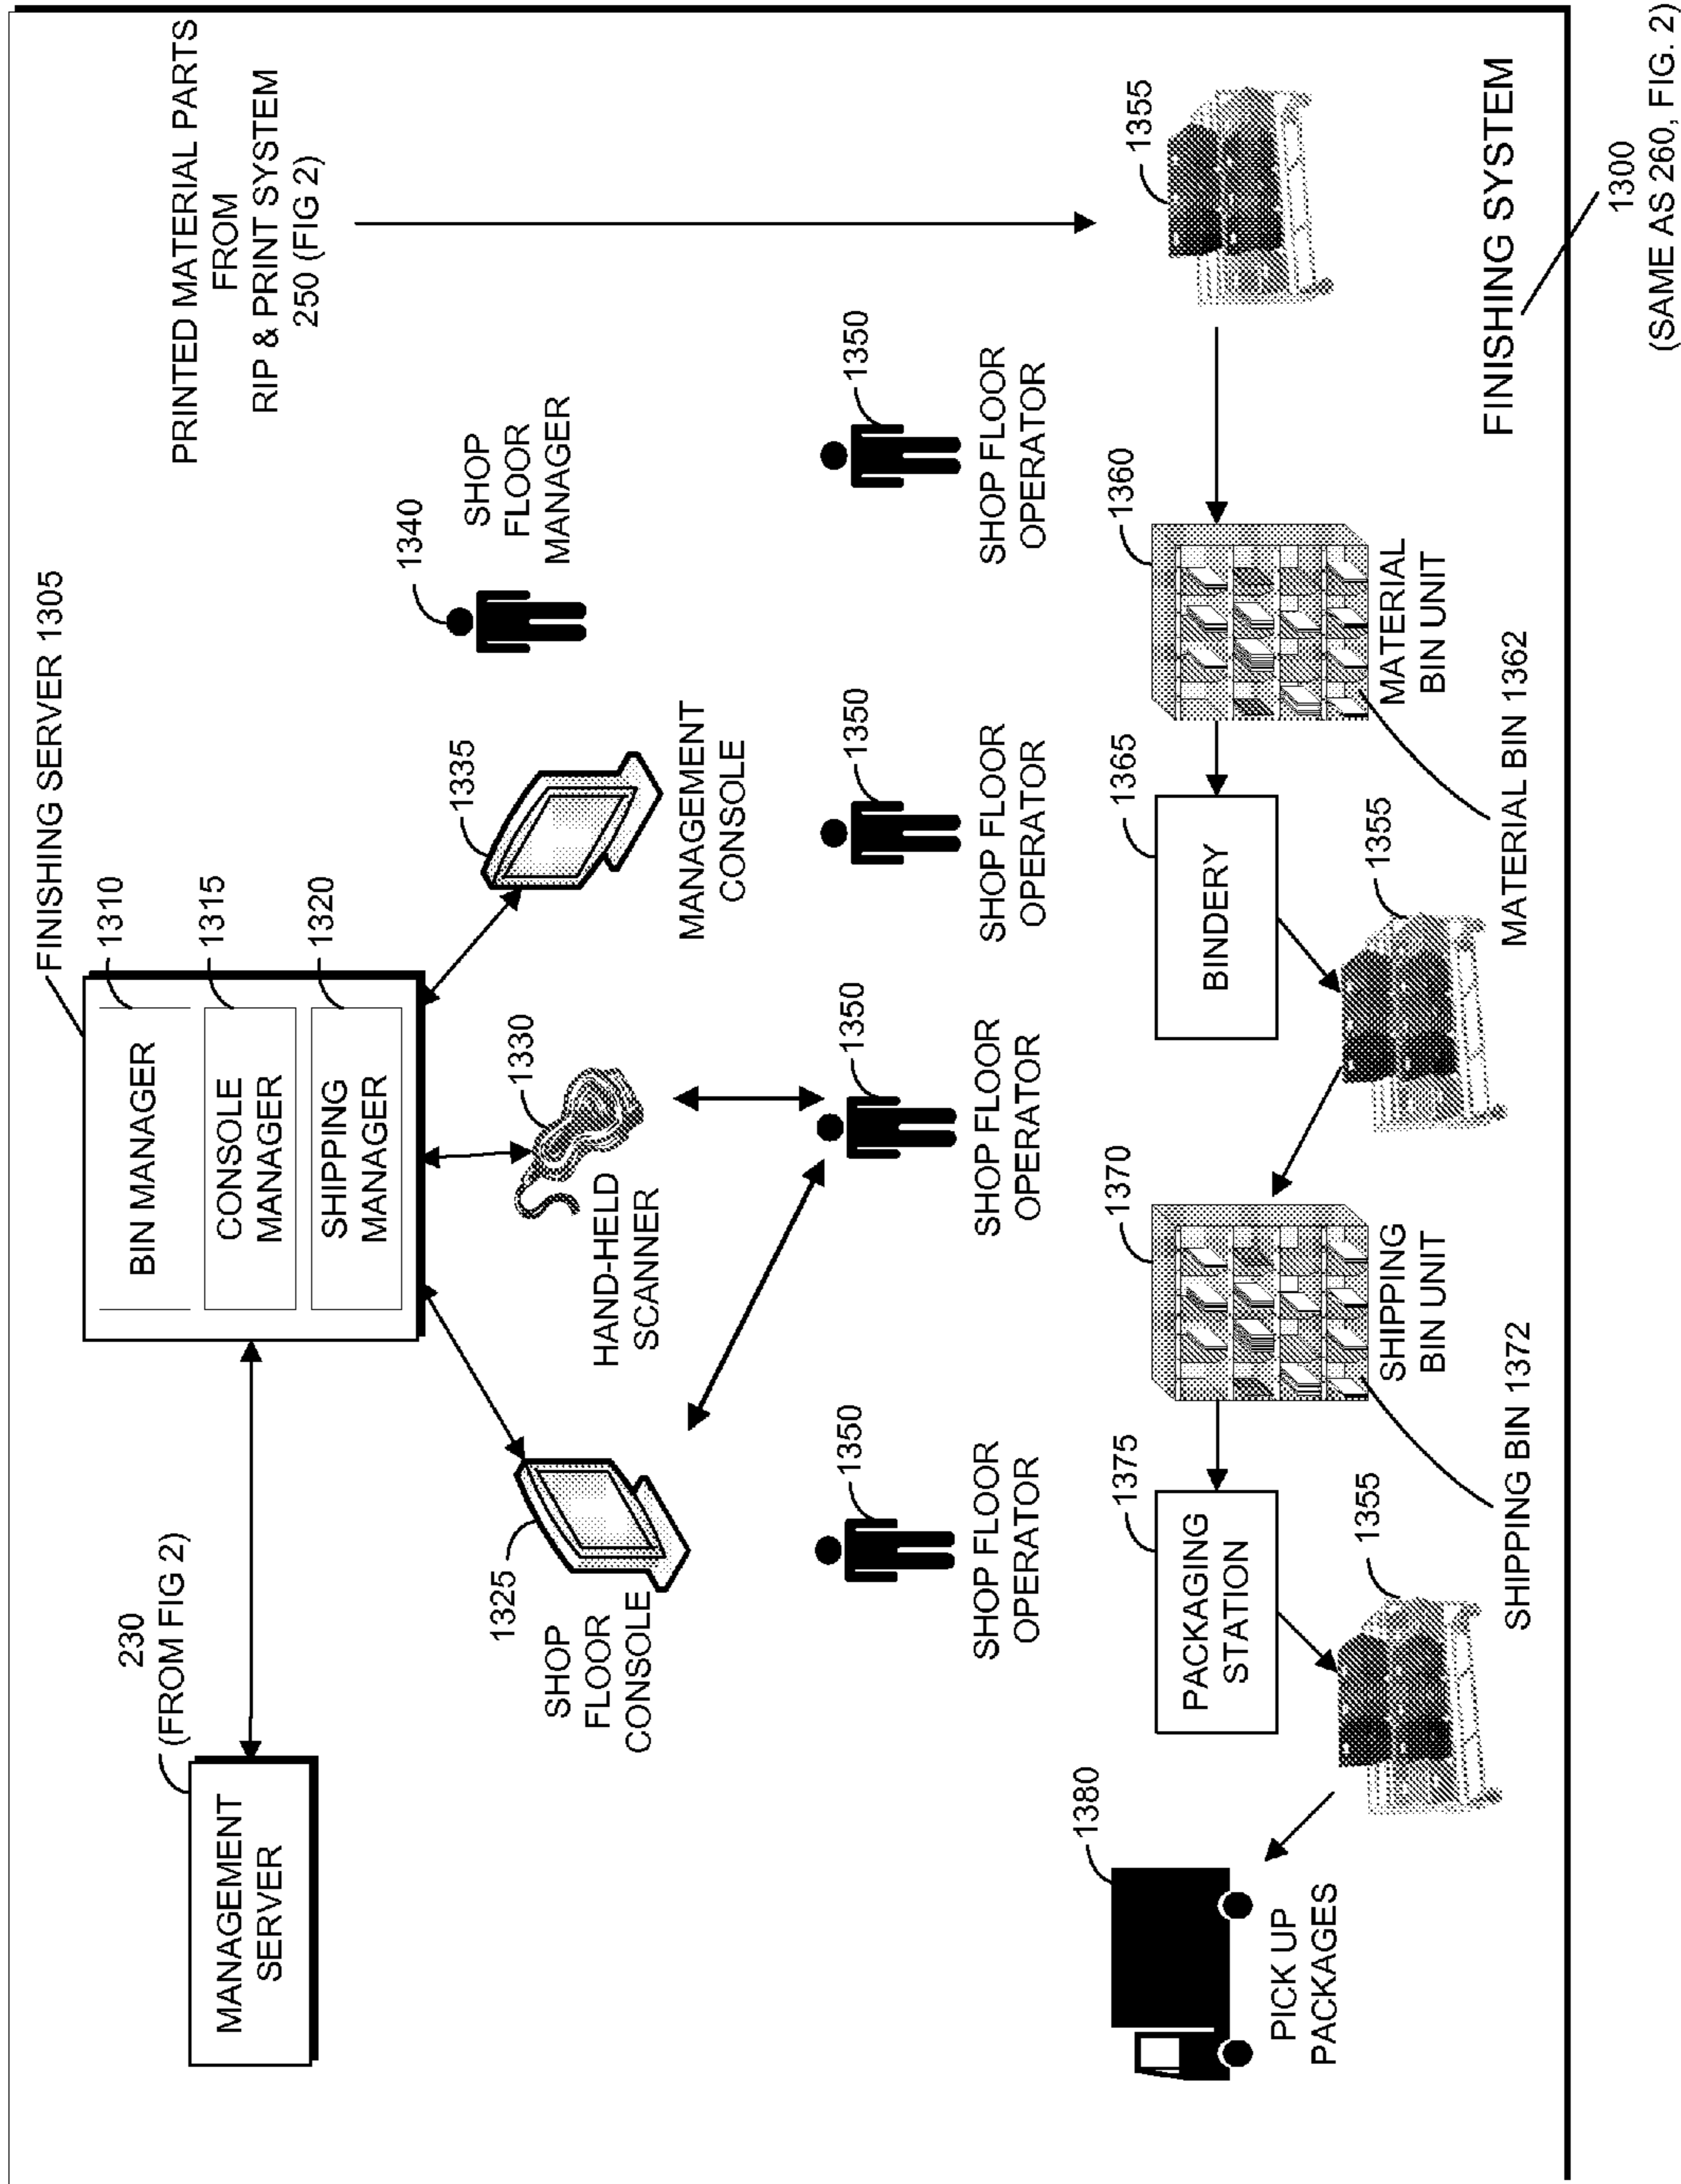 230
(FROM FIG 2)
MANAGEMENT
SERVER
FINISHING SERVER 1305
BIN MANAGER
1310
CONSOLE
MANAGER
1315
SHIPPING
MANAGER
1320
PRINTED MATERIAL PARTS
FROM
RIP & PRINT SYSTEM
250 (FIG 2)
1325
SHOP
FLOOR
CONSOLE
1330
HAND-HELD
SCANNER
1335
MANAGEMENT
CONSOLE
1340
SHOP
FLOOR
MANAGER
1350
SHOP FLOOR
OPERATOR
1350
SHOP FLOOR
OPERATOR
1350
SHOP FLOOR
OPERATOR
1350
SHOP FLOOR
OPERATOR
1380
PICK UP
PACKAGES
1375
PACKAGING
STATION
1355
1370
SHIPPING
BIN UNIT
SHIPPING BIN 1372
1365
BINDERY
1355
1360
MATERIAL
BIN UNIT
MATERIAL BIN 1362
1355
FINISHING SYSTEM
1300
(SAME AS 260, FIG. 2)